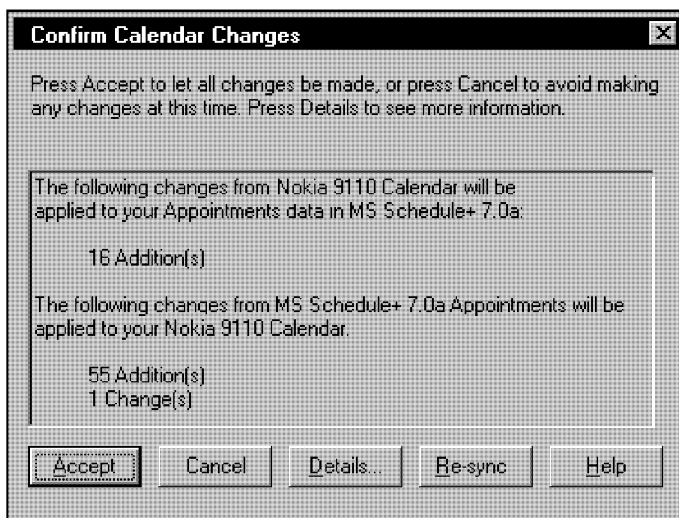 Confirm Calendar Changes
Press Accept to let all changes be made, or press Cancel to avoid making
any changes at this time. Press Details to see more information.
The following changes from Nokia 9110 Calendar will be
applied to your Appointments data in MS Schedule+ 7.0a:
16 Addition(s)
The following changes from MS Schedule+ 7.0a Appointments will be
applied to your Nokia 9110 Calendar.
55 Addition(s)
1 Change(s)
Accept Cancel Details... Re-sync Help